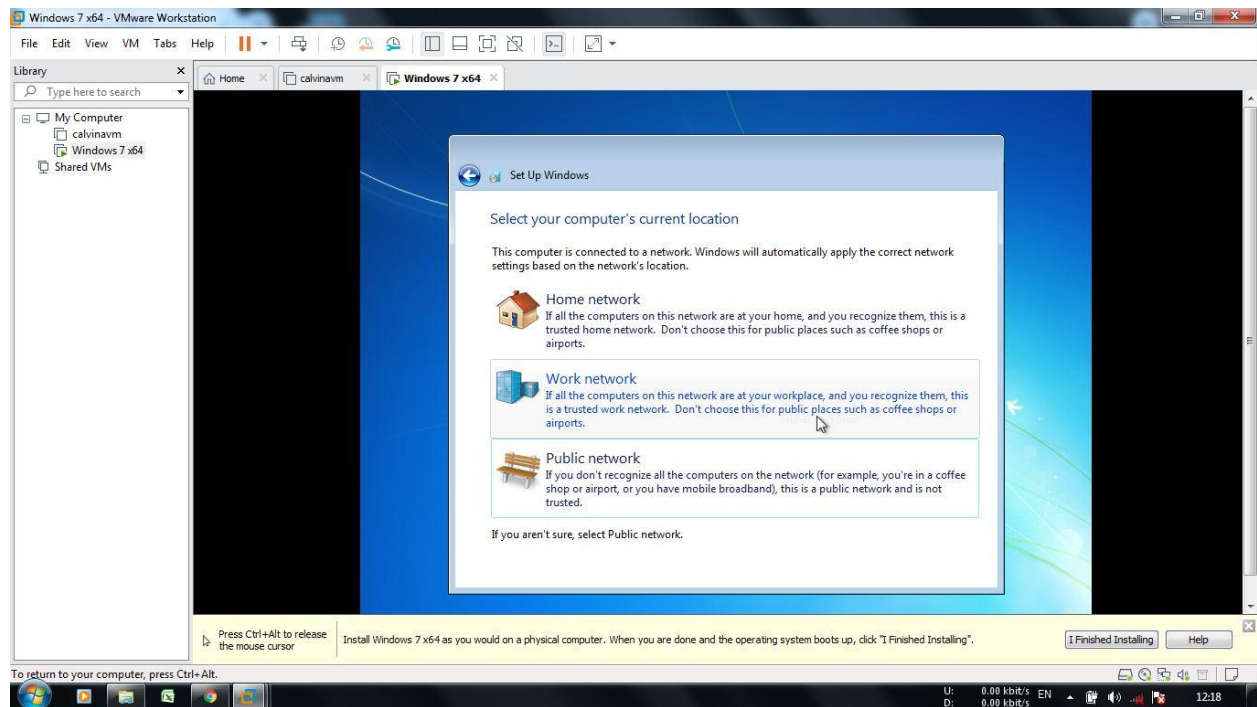 Windows 7 x64 - VMware Workstation
File Edit View VM Tabs Help
Library
Type here to search
My Computer
calvinavm
Windows 7 x64
Shared VMs
Home
calvinavm
Windows 7 x64
Set Up Windows
Select your computer's current location
This computer is connected to a network. Windows will automatically apply the correct network
settings based on the network's location.
Home network
If all the computers on this network are at your home, and you recognize them, this is a
trusted home network. Don't choose this for public places such as coffee shops or
airports.
Work network
If all the computers on this network are at your workplace, and you recognize them, this
is a trusted work network. Don't choose this for public places such as coffee shops or
airports.
Public network
If you don't recognize all the computers on the network (for example, you're in a coffee
shop or airport, or you have mobile broadband), this is a public network and is not
trusted.
If you aren't sure, select Public network.
Press Ctrl+Alt to release
the mouse cursor
Install Windows 7 x64 as you would on a physical computer. When you are done and the operating system boots up, click "I Finished Installing".
I Finished Installing
Help
To return to your computer, press Ctrl+Alt.
U: 0.00 kbit/s
D: 0.00 kbit/s
EN
12:18